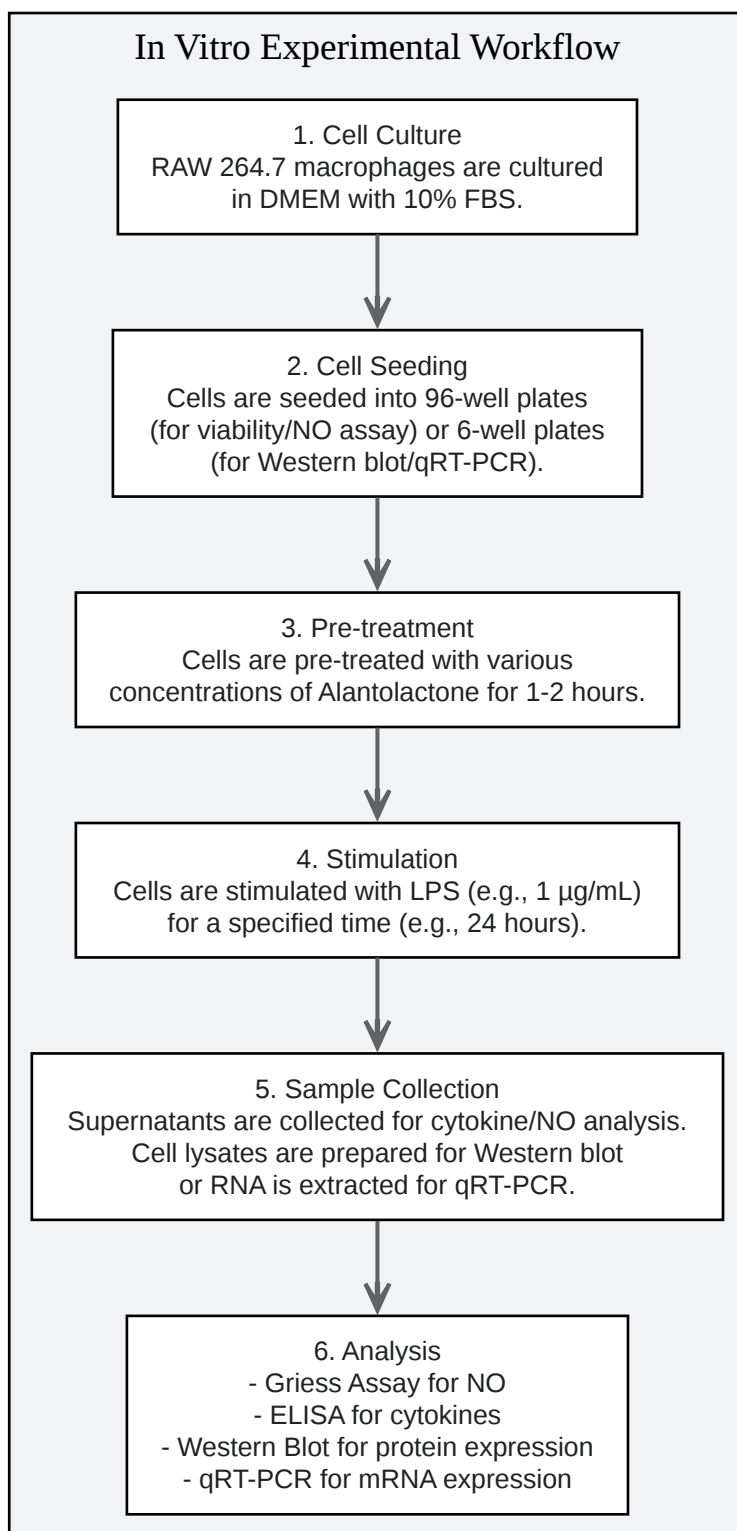 In Vitro Experimental Workflow
1. Cell Culture
RAW 264.7 macrophages are cultured
in DMEM with 10% FBS.
2. Cell Seeding
Cells are seeded into 96-well plates
(for viability/NO assay) or 6-well plates
(for Western blot/qRT-PCR).
3. Pre-treatment
Cells are pre-treated with various
concentrations of Alantolactone for 1-2 hours.
4. Stimulation
Cells are stimulated with LPS (e.g., 1 µg/mL)
for a specified time (e.g., 24 hours).
5. Sample Collection
Supernatants are collected for cytokine/NO analysis.
Cell lysates are prepared for Western blot
or RNA is extracted for qRT-PCR.
6. Analysis
- Griess Assay for NO
- ELISA for cytokines
- Western Blot for protein expression
- qRT-PCR for mRNA expression